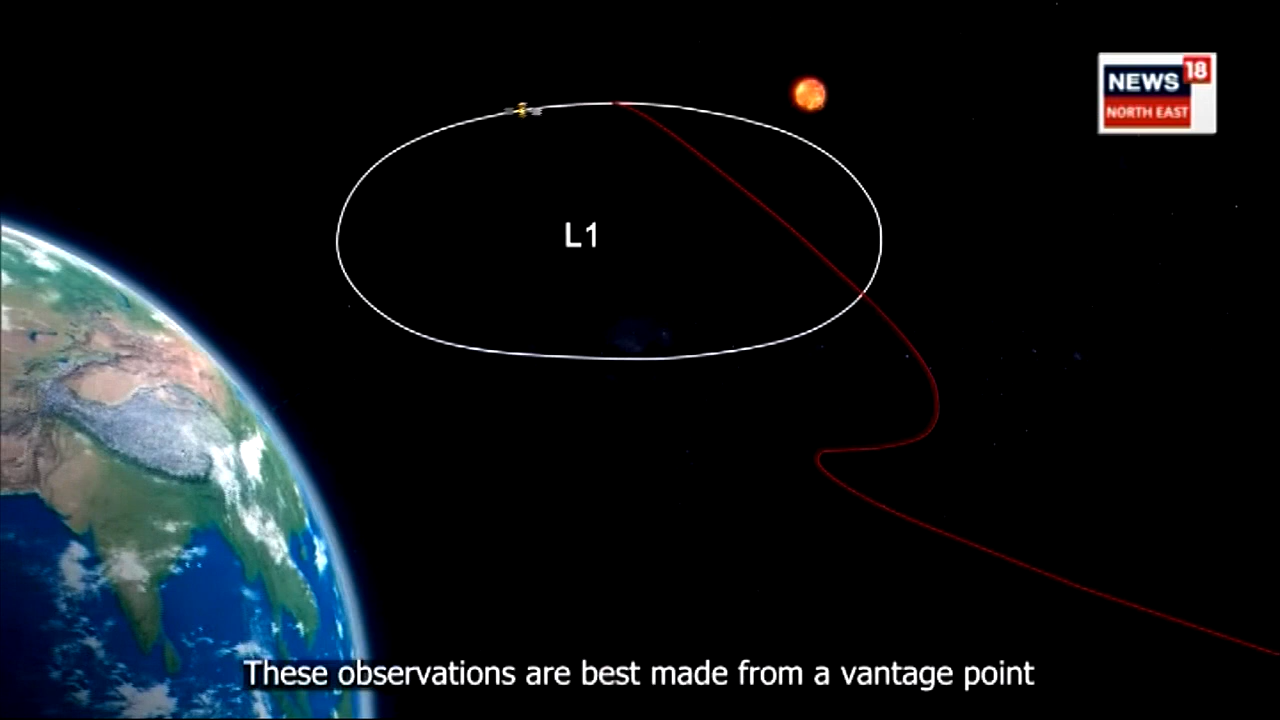 NEWS 18
NORTH EAST
L1
These observations are best made from a vantage point